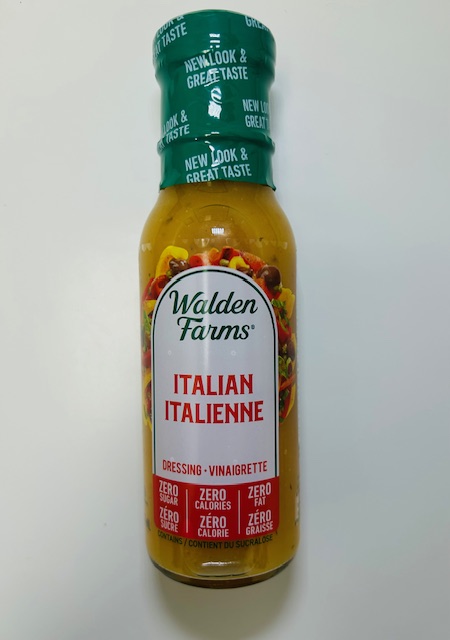 GREAT TASTE
NEW LOOK &
GREAT TASTE
LOOK &
TASTE
NEW LOOK &
GREAT TASTE
Walden
Farms®
ITALIAN
ITALIENNE
DRESSING • VINAIGRETTE
ZERO SUGAR
ZERO CALORIES
ZERO FAT
ZÉRO SUCRE
ZÉRO CALORIE
ZÉRO GRAISSE
CONTAINS / CONTIENT DU SUCRALOSE